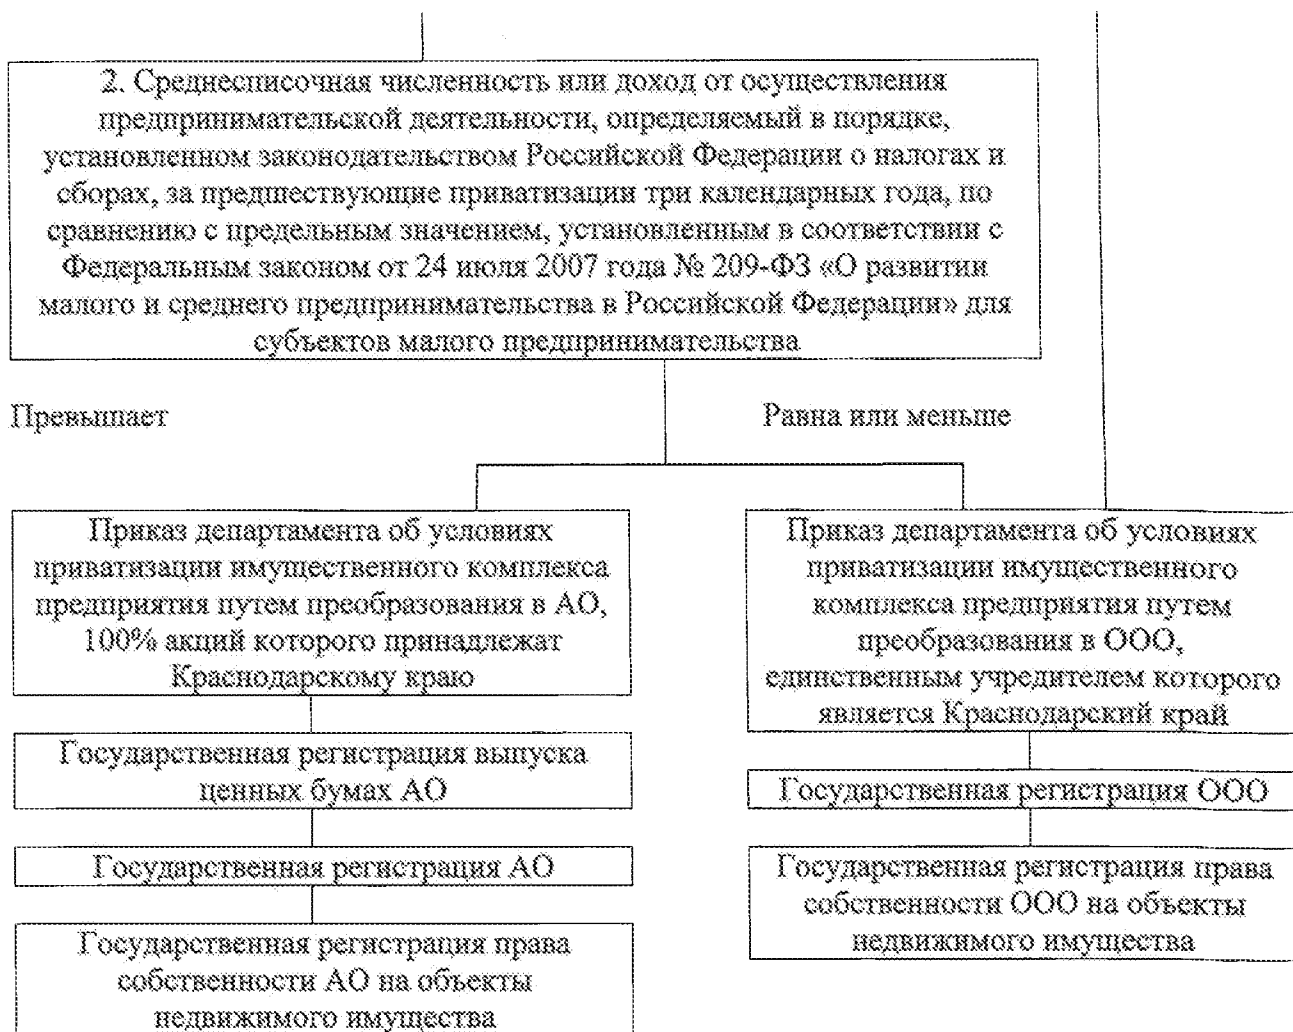 2. Среднесписочная численность или доход от осуществления
предпринимательской деятельности, определяемый в порядке,
установленном законодательством Российской Федерации о налогах и
сборах, за предшествующие приватизации три календарных года, по
сравнению с предельным значением, установленным в соответствии с
Федеральным законом от 24 июля 2007 года № 209-ФЗ «О развитии
малого и среднего предпринимательства в Российской Федерации» для
субъектов малого предпринимательства
Превышает
Равна или меньше
Приказ департамента об условиях
приватизации имущественного комплекса
предприятия путем преобразования в АО,
100% акций которого принадлежат
Краснодарскому краю
Государственная регистрация выпуска
ценных бумах АО
Государственная регистрация АО
Государственная регистрация права
собственности АО на объекты
недвижимого имущества
Приказ департамента об условиях
приватизации имущественного
комплекса предприятия путем
преобразования в ООО,
единственным учредителем которого
является Краснодарский край
Государственная регистрация ООО
Государственная регистрация права
собственности ООО на объекты
недвижимого имущества